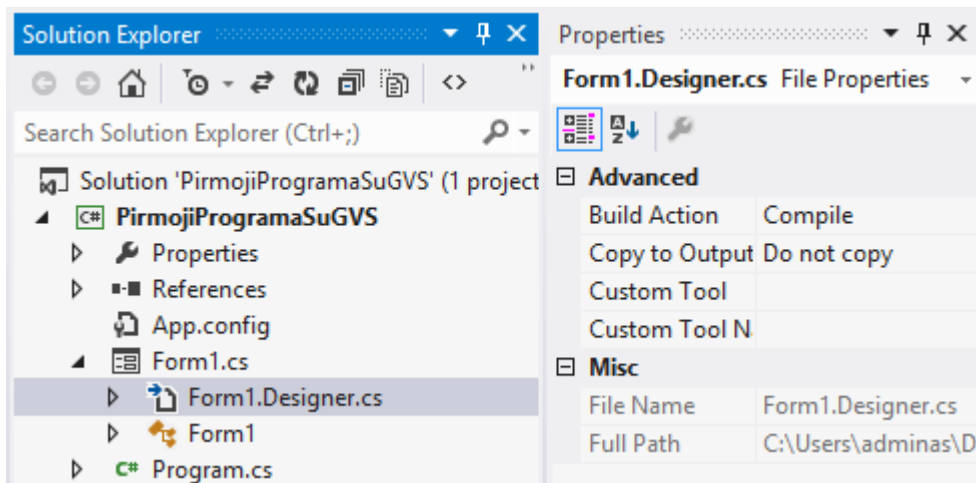 Solution Explorer
Search Solution Explorer (Ctrl+;)
Solution 'PirmojiProgramaSuGVS' (1 project
C# PirmojiProgramaSuGVS
Properties
References
App.config
Form1.cs
Form1.Designer.cs
Form1
C# Program.cs
Properties
Form1.Designer.cs File Properties
Advanced
Build Action Compile
Copy to Output Do not copy
Custom Tool
Custom Tool N
Misc
File Name Form1.Designer.cs
Full Path C:\Users\adminas\D